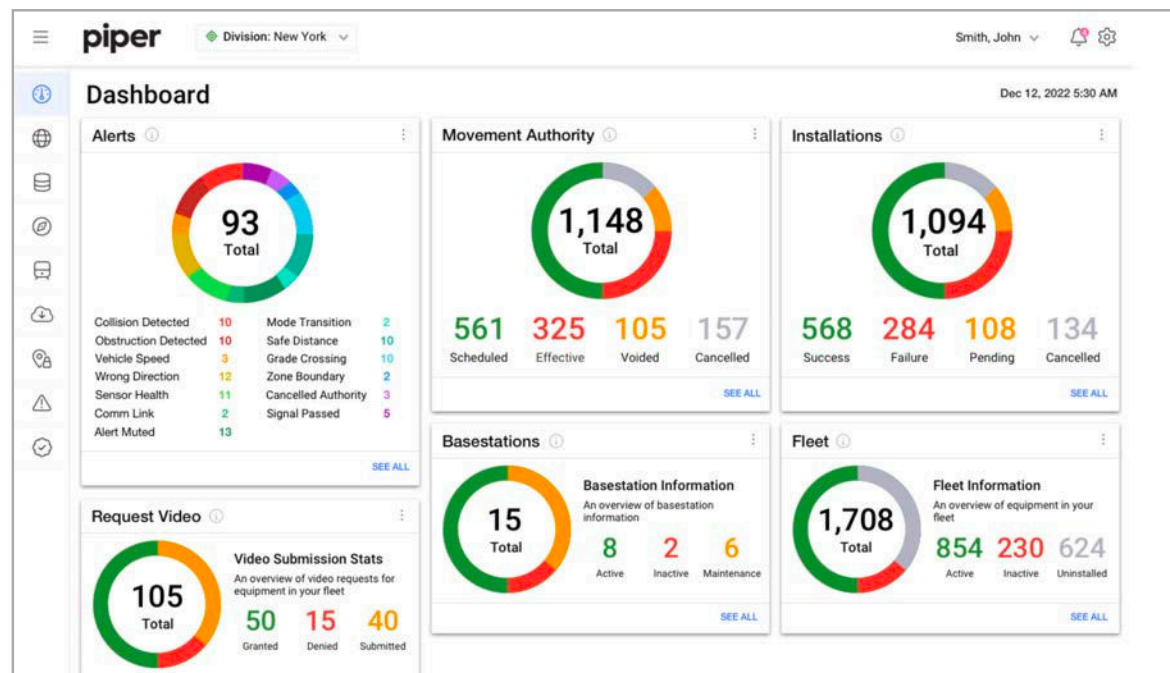 piper
Division: New York
Smith, John
Dashboard
Dec 12, 2022 5:30 AM
Alerts
93
Total
Collision Detected 10
Obstruction Detected 10
Vehicle Speed 3
Wrong Direction 12
Sensor Health 11
Comm Link 2
Alert Muted 13
Mode Transition 2
Safe Distance 10
Grade Crossing 10
Zone Boundary 2
Cancelled Authority 3
Signal Passed 5
SEE ALL
Movement Authority
1,148
Total
561 325 105 157
Scheduled Effective Voided Cancelled
SEE ALL
Installations
1,094
Total
568 284 108 134
Success Failure Pending Cancelled
SEE ALL
Request Video
105
Total
Video Submission Stats
An overview of video requests for
equipment in your fleet
50 15 40
Granted Denied Submitted
Basestations
15
Total
Basestation Information
An overview of basestation
information
8 2 6
Active Inactive Maintenance
SEE ALL
Fleet
1,708
Total
Fleet Information
An overview of equipment in your
fleet
854 230 624
Active Inactive Uninstalled
SEE ALL